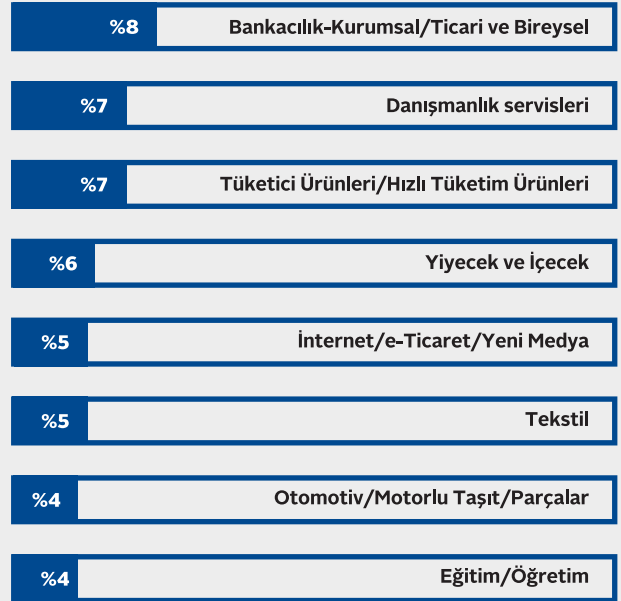 %8 Bankacılık-Kurumsal/Ticari ve Bireysel
%7 Danışmanlık servisleri
%7 Tüketici Ürünleri/Hızlı Tüketim Ürünleri
%6 Yiyecek ve İçecek
%5 İnternet/e-Ticaret/Yeni Medya
%5 Tekstil
%4 Otomotiv/Motorlu Taşıt/Parçalar
%4 Eğitim/Öğretim